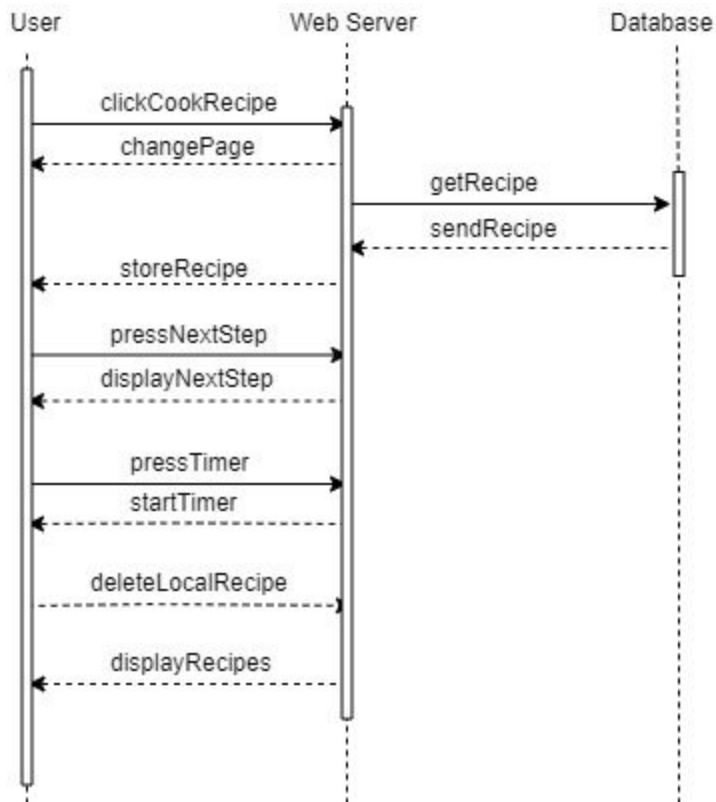 User
Web Server
Database
clickCookRecipe
changePage
getRecipe
sendRecipe
storeRecipe
pressNextStep
displayNextStep
pressTimer
startTimer
deleteLocalRecipe
displayRecipes